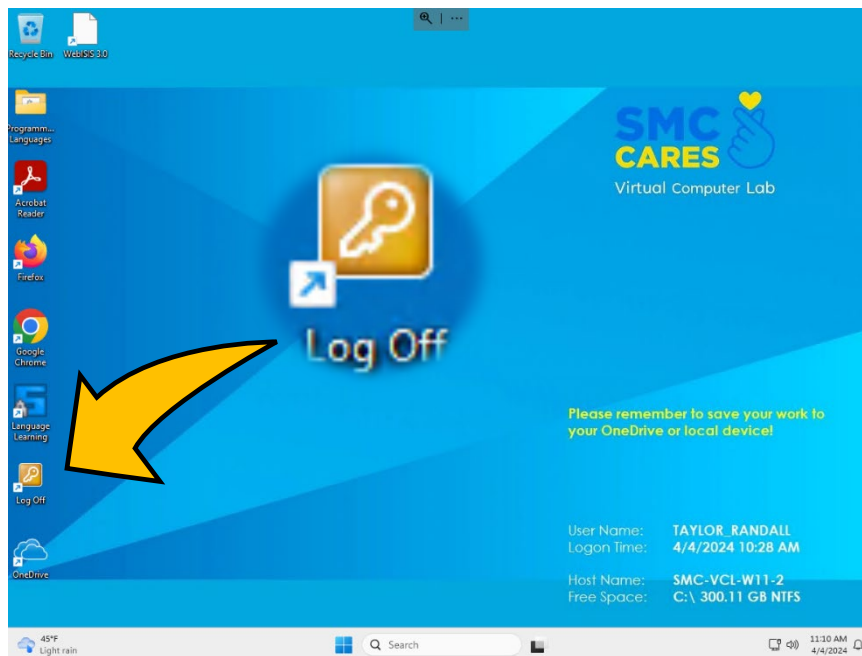 Recycle Bin
WebISIS 3.0
Programm...
Languages
Acrobat
Reader
Firefox
Google
Chrome
Language
Learning
Log Off
OneDrive
Log Off
SMC
CARES
Virtual Computer Lab
Please remember to save your work to
your OneDrive or local device!
User Name: TAYLOR_RANDALL
Logon Time: 4/4/2024 10:28 AM
Host Name: SMC-VCL-W11-2
Free Space: C:\ 300.11 GB NTFS
45°F
Light rain
Search
11:10 AM
4/4/2024